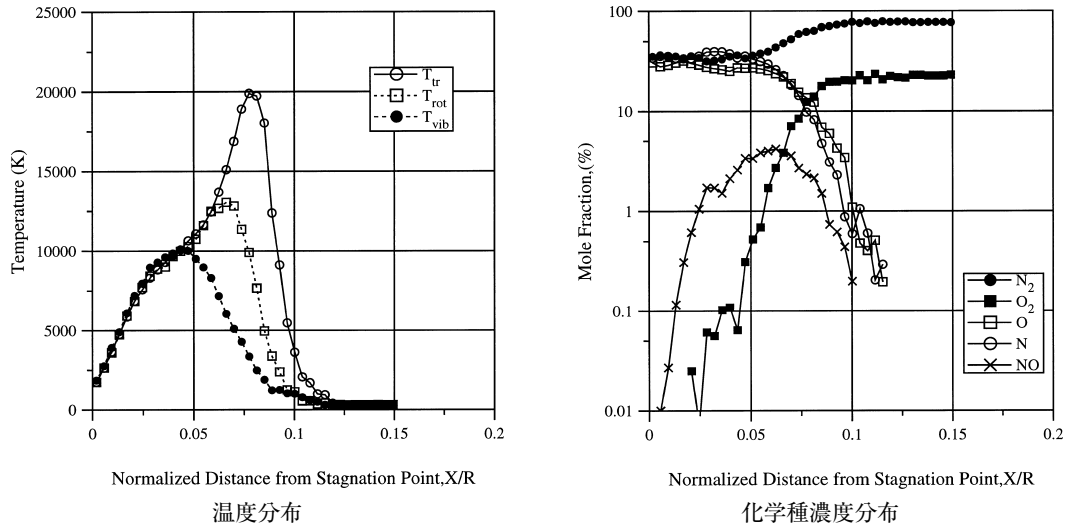 25000
20000
15000
10000
5000
0
Temperature (K)
T_tr
T_rot
T_vib
0 0.05 0.1 0.15 0.2
Normalized Distance from Stagnation Point,X/R
温度分布
100
10
1
0.1
0.01
Mole Fraction,(%)
N₂
O₂
O
N
NO
0 0.05 0.1 0.15 0.2
Normalized Distance from Stagnation Point,X/R
化学種濃度分布